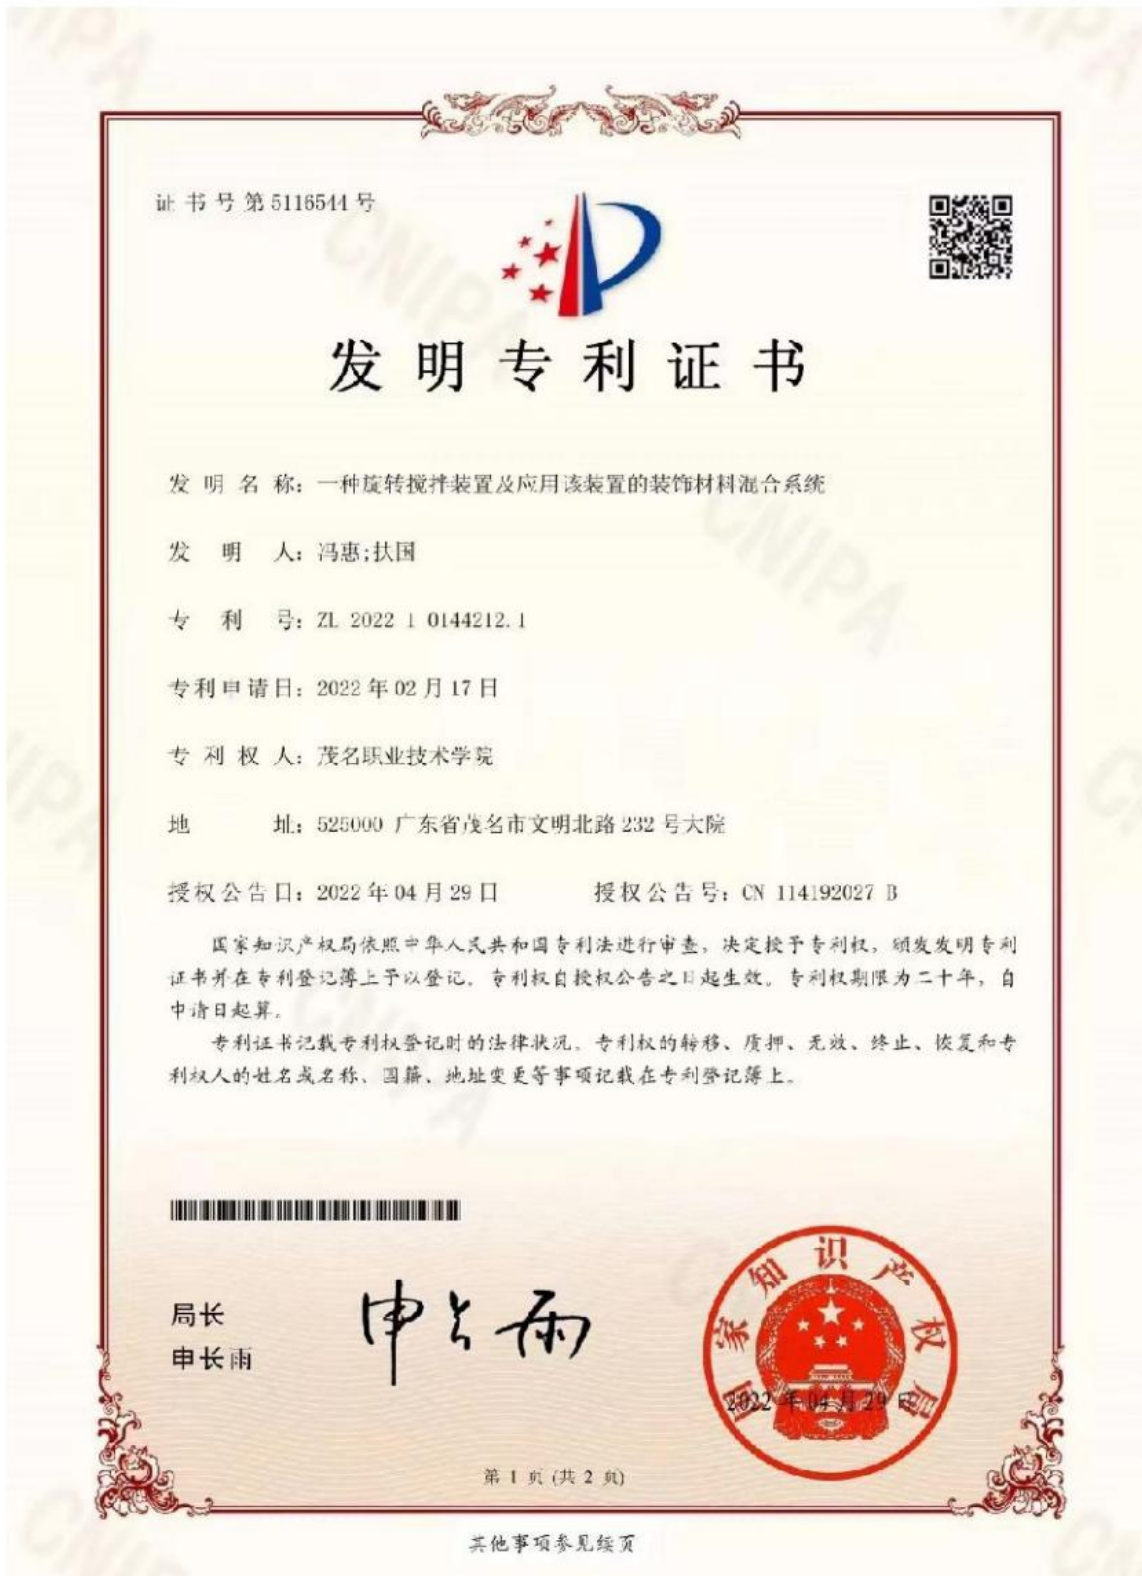 证书号第5116544号
发明专利证书
发明名称：一种旋转搅拌装置及应用该装置的装饰材料混合系统
发明人：冯惠;扶国
专利号：ZL 2022 1 0144212.1
专利申请日：2022年02月17日
专利权人：茂名职业技术学院
地址：525000 广东省茂名市文明北路232号大院
授权公告日：2022年04月29日 授权公告号：CN 114192027 B
国家知识产权局依照中华人民共和国专利法进行审查，决定授予专利权，颁发发明专利
证书并在专利登记簿上予以登记。专利权自授权公告之日起生效。专利权期限为二十年，自
申请日起算。
专利证书记载专利权登记时的法律状况。专利权的转移、质押、无效、终止、恢复和专
利权人的姓名或名称、国籍、地址变更等事项记载在专利登记簿上。
局长
申长雨
申长雨
国家知识产权局
2022年04月29日
第 1 页 (共 2 页)
其他事项参见续页
CNIPA